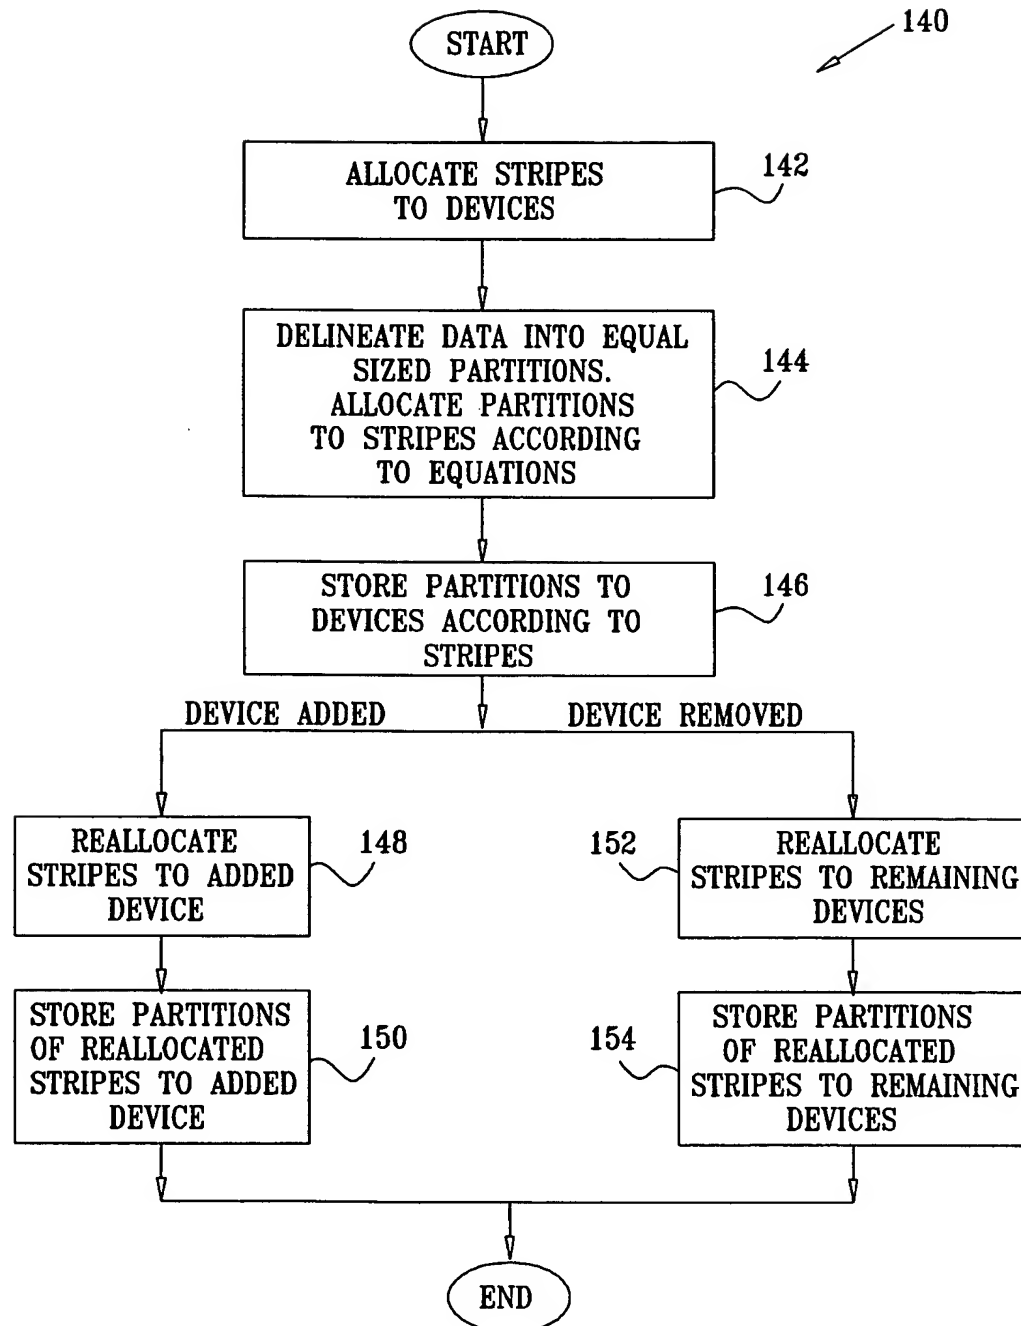 140
START
ALLOCATE STRIPES
TO DEVICES
142
DELINEATE DATA INTO EQUAL
SIZED PARTITIONS.
ALLOCATE PARTITIONS
TO STRIPES ACCORDING
TO EQUATIONS
144
STORE PARTITIONS TO
DEVICES ACCORDING TO
STRIPES
146
DEVICE ADDED
DEVICE REMOVED
REALLOCATE
STRIPES TO ADDED
DEVICE
148
152
REALLOCATE
STRIPES TO REMAINING
DEVICES
STORE PARTITIONS
OF REALLOCATED
STRIPES TO ADDED
DEVICE
150
154
STORE PARTITIONS
OF REALLOCATED
STRIPES TO REMAINING
DEVICES
END